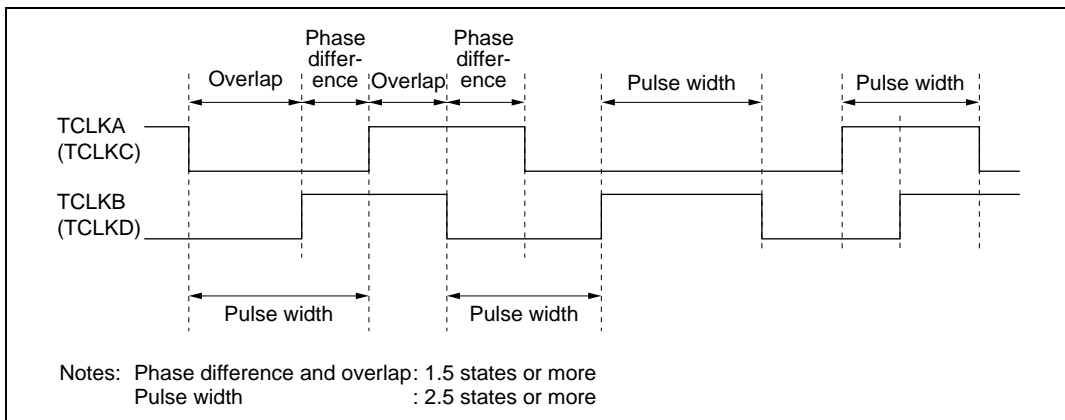 Phase
differ-
ence
Phase
differ-
ence
Overlap
Overlap
Pulse width
Pulse width
TCLKA
(TCLKC)
TCLKB
(TCLKD)
Pulse width
Pulse width
Notes: Phase difference and overlap : 1.5 states or more
Pulse width : 2.5 states or more